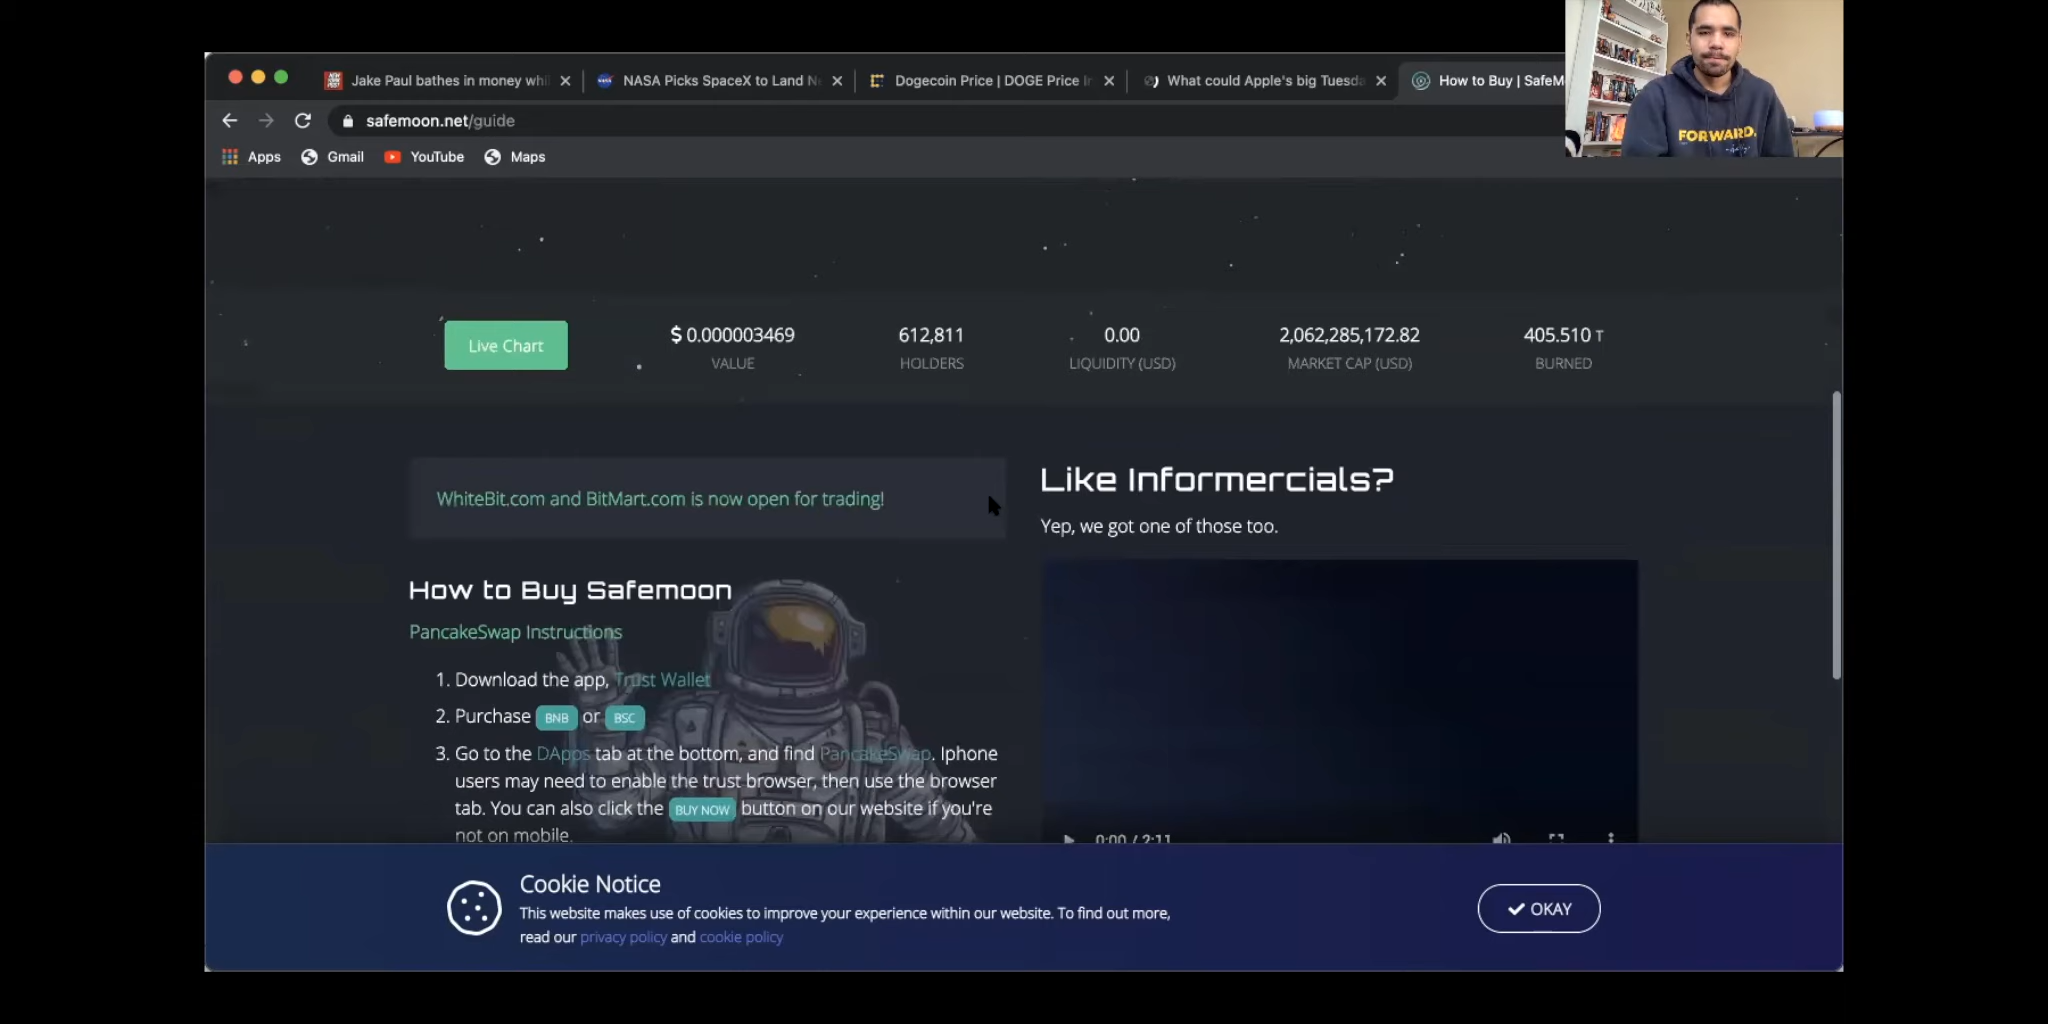 Jake Paul bathes in money whi
NASA Picks SpaceX to Land N
Dogecoin Price | DOGE Price In
What could Apple's big Tuesda
How to Buy | SafeM
safemoon.net/guide
Apps Gmail YouTube Maps
FORWARD.
Live Chart
$ 0.000003469
VALUE
612,811
HOLDERS
0.00
LIQUIDITY (USD)
2,062,285,172.82
MARKET CAP (USD)
405.510 T
BURNED
WhiteBit.com and BitMart.com is now open for trading!
How to Buy Safemoon
PancakeSwap Instructions
1. Download the app, Trust Wallet
2. Purchase BNB or BSC
3. Go to the DApps tab at the bottom, and find PancakeSwap. Iphone
users may need to enable the trust browser, then use the browser
tab. You can also click the BUY NOW button on our website if you're
not on mobile.
Like Informercials?
Yep, we got one of those too.
0:00 / 2:11
Cookie Notice
This website makes use of cookies to improve your experience within our website. To find out more,
read our privacy policy and cookie policy
OKAY